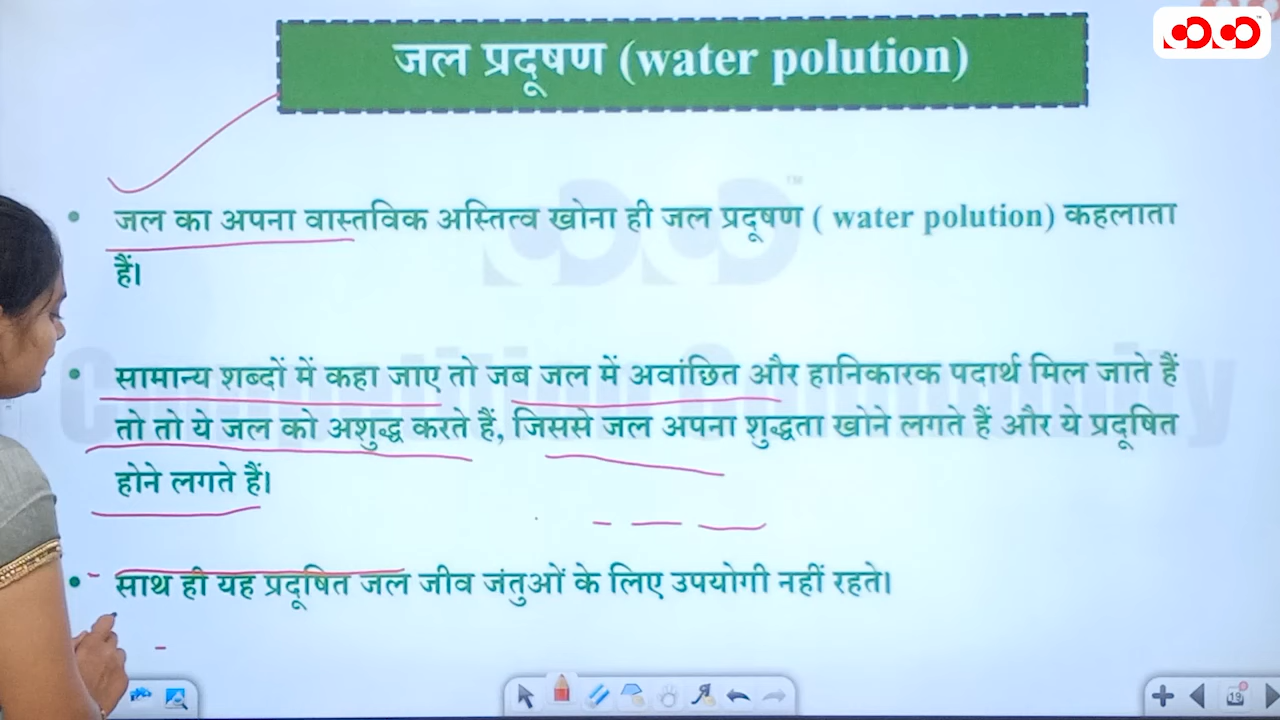 जल प्रदूषण (water polution)
जल का अपना वास्तविक अस्तित्व खोना ही जल प्रदूषण ( water polution) कहलाता
हैं।
सामान्य शब्दों में कहा जाए तो जब जल में अवांछित और हानिकारक पदार्थ मिल जाते हैं
तो तो ये जल को अशुद्ध करते हैं, जिससे जल अपना शुद्धता खोने लगते हैं और ये प्रदूषित
होने लगते हैं।
साथ ही यह प्रदूषित जल जीव जंतुओं के लिए उपयोगी नहीं रहते।
19